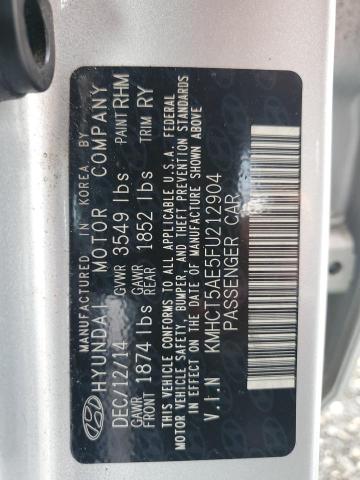 MANUFACTURED IN KOREA, BY
HYUNDAI MOTOR COMPANY
DEC/12/14 GVWR 3549 lbs PAINT RHM
GAWR FRONT 1874 lbs GAWR REAR 1852 lbs TRIM RY
THIS VEHICLE CONFORMS TO ALL APPLICABLE U.S.A. FEDERAL
MOTOR VEHICLE SAFETY, BUMPER, AND THEFT PREVENTION STANDARDS
IN EFFECT ON THE DATE OF MANUFACTURE SHOWN ABOVE
V.I.N KMHCT5AE5FU212904
PASSENGER CAR